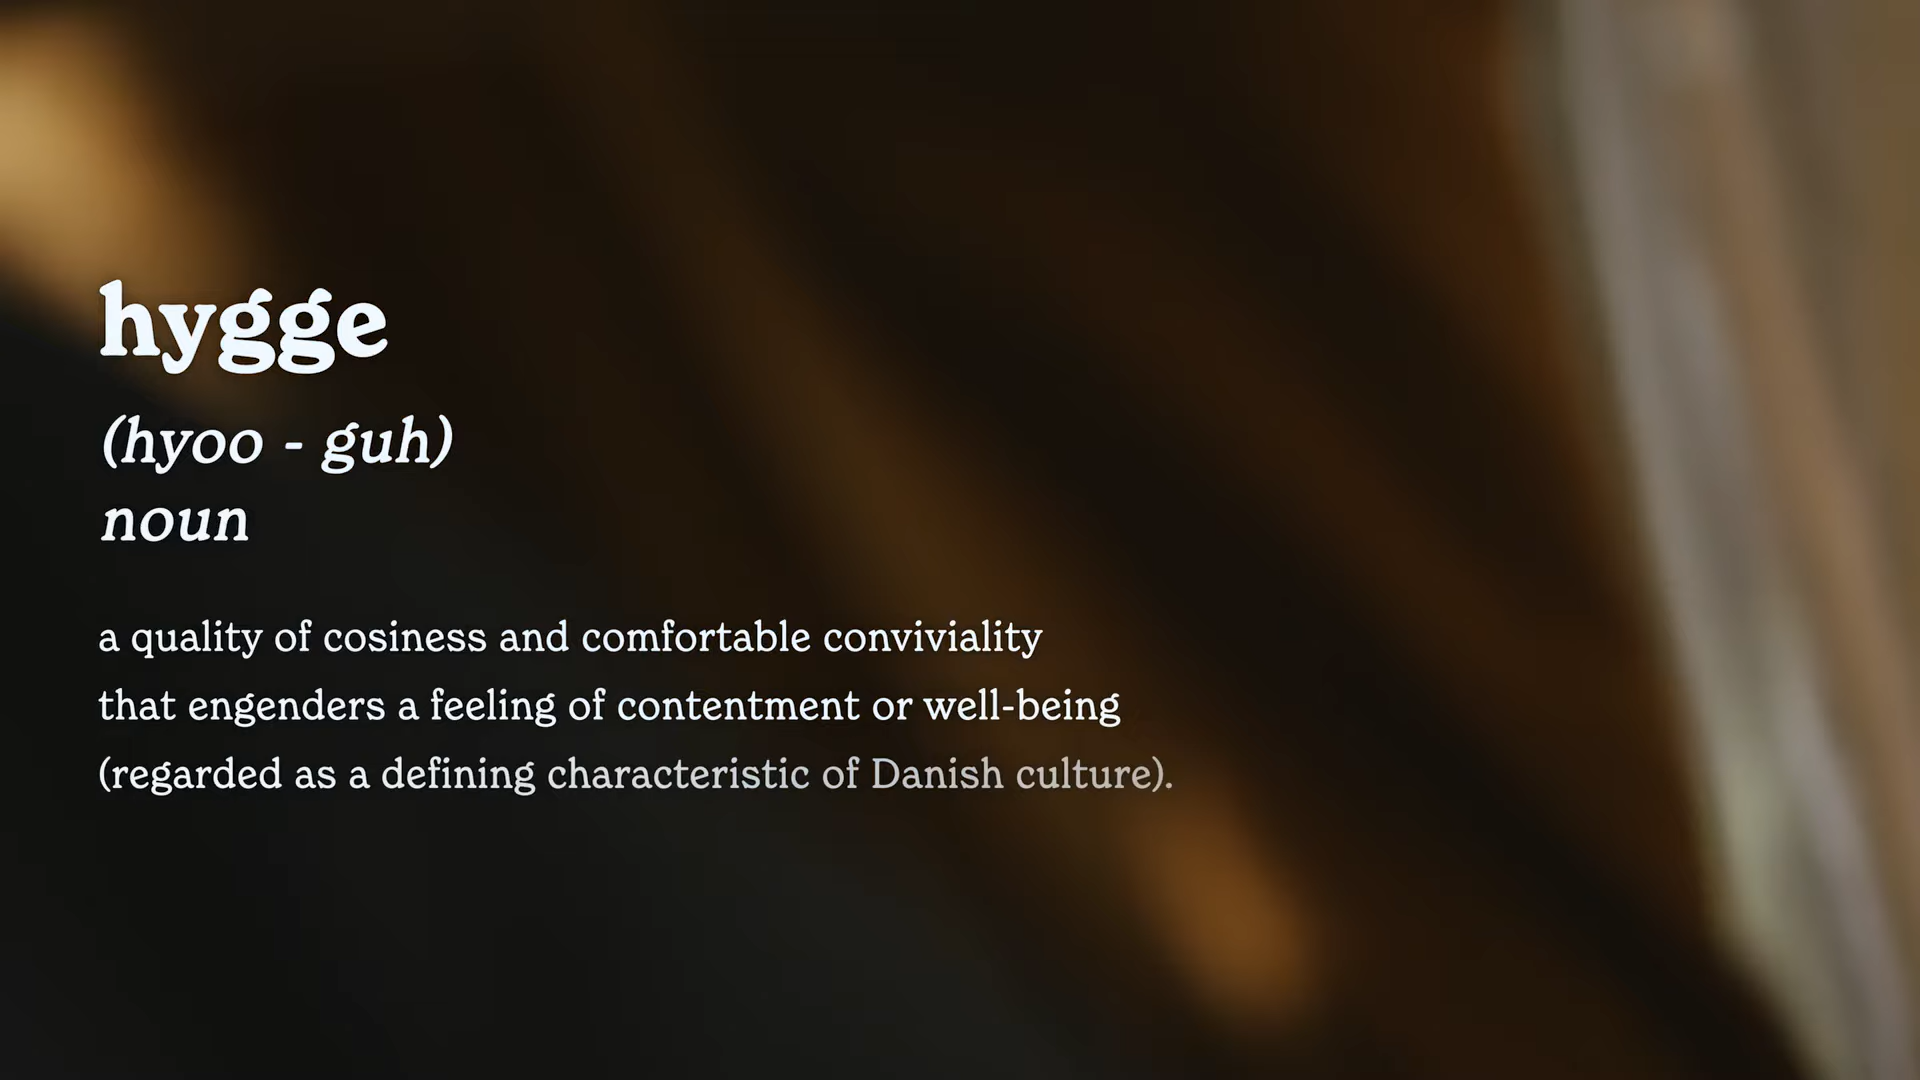 hygge
(hyoo - guh)
noun
a quality of cosiness and comfortable conviviality
that engenders a feeling of contentment or well-being
(regarded as a defining characteristic of Danish culture).